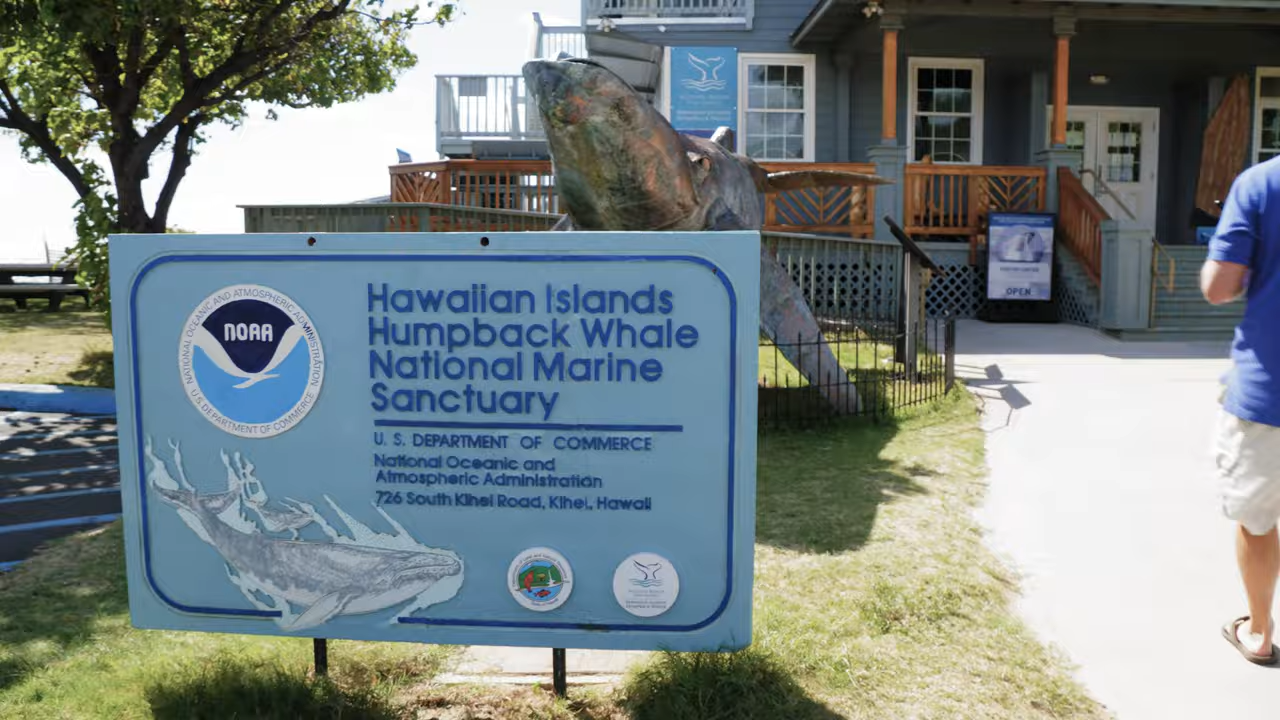 NATIONAL OCEANIC AND ATMOSPHERIC ADMINISTRATION
NOAA
U.S. DEPARTMENT OF COMMERCE
Hawaiian Islands
Humpback Whale
National Marine
Sanctuary
U. S. DEPARTMENT OF COMMERCE
National Oceanic and
Atmospheric Administration
726 South Kihei Road, Kihei, Hawaii
OPEN